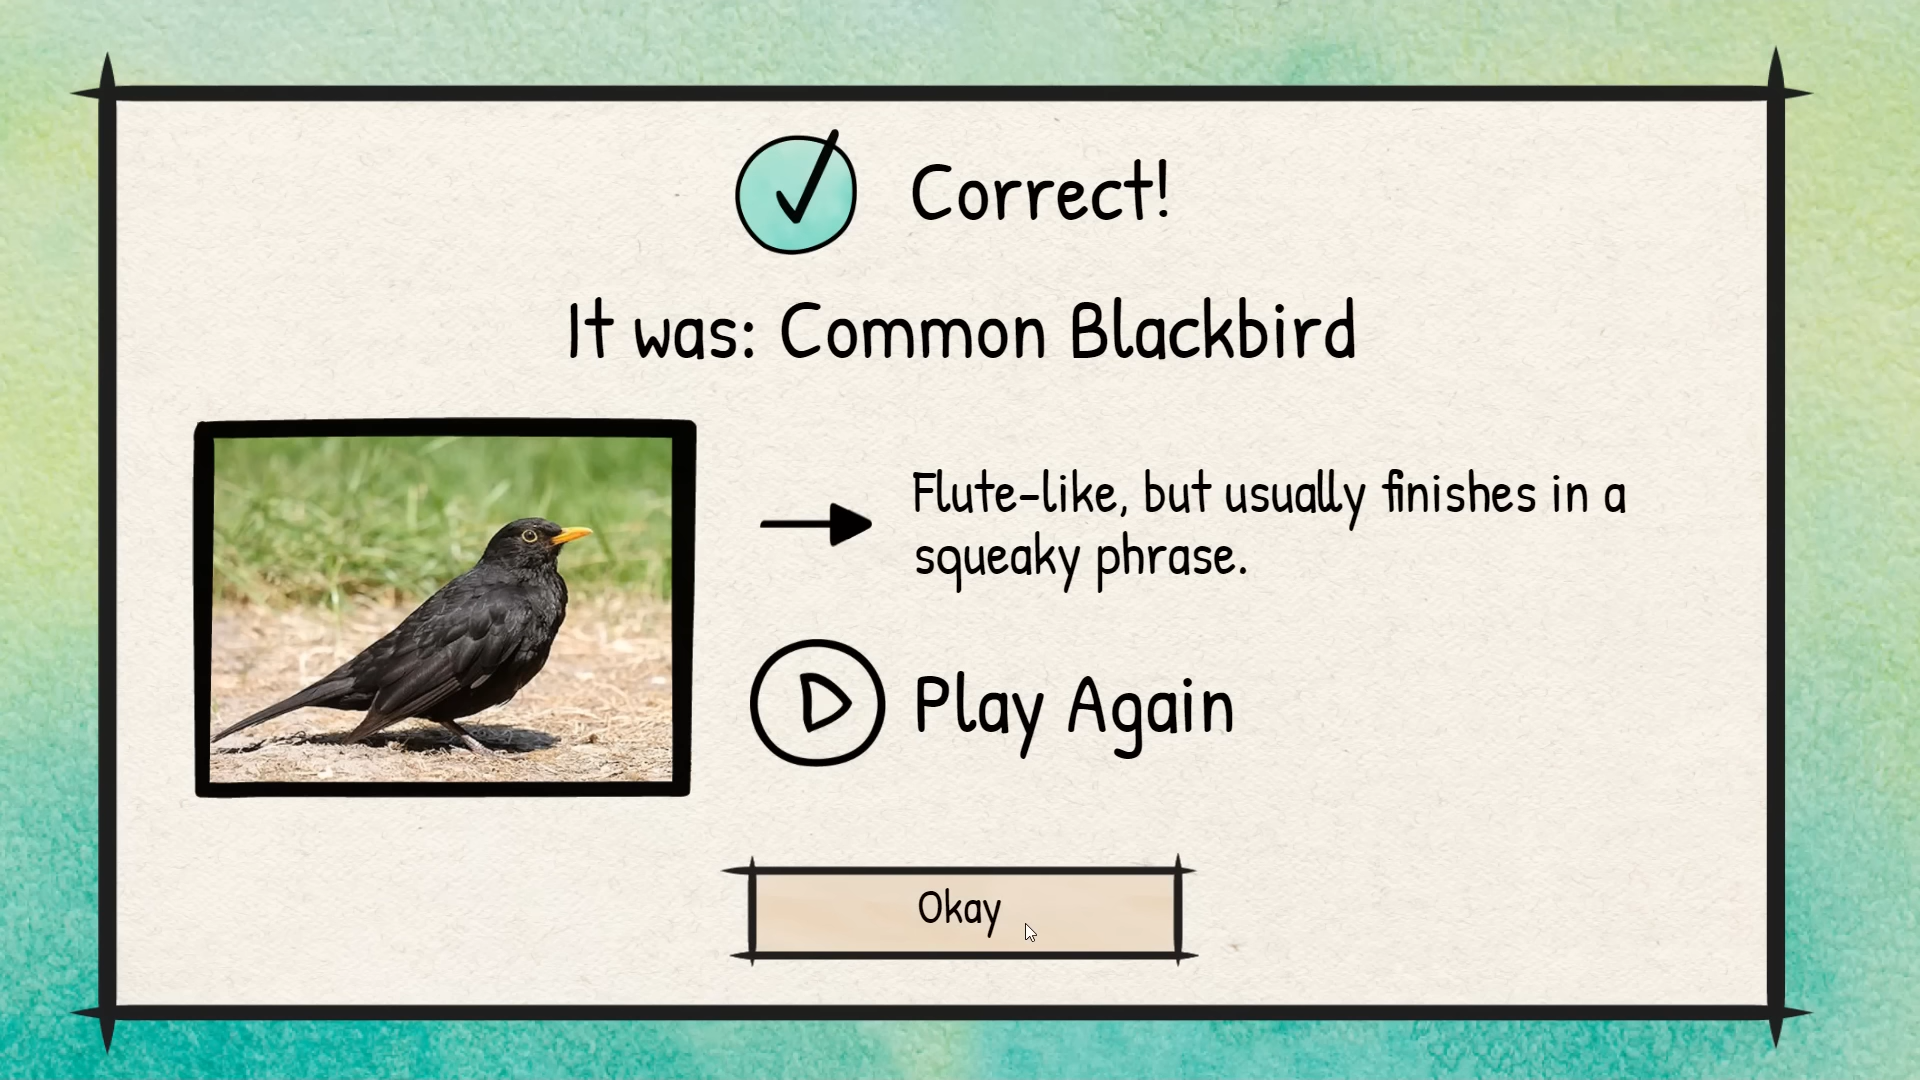 Correct!
It was: Common Blackbird
Flute-like, but usually finishes in a
squeaky phrase.
Play Again
Okay